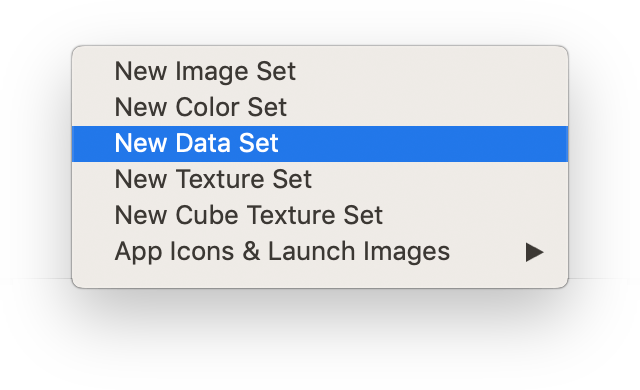 New Image Set
New Color Set
New Data Set
New Texture Set
New Cube Texture Set
App Icons & Launch Images